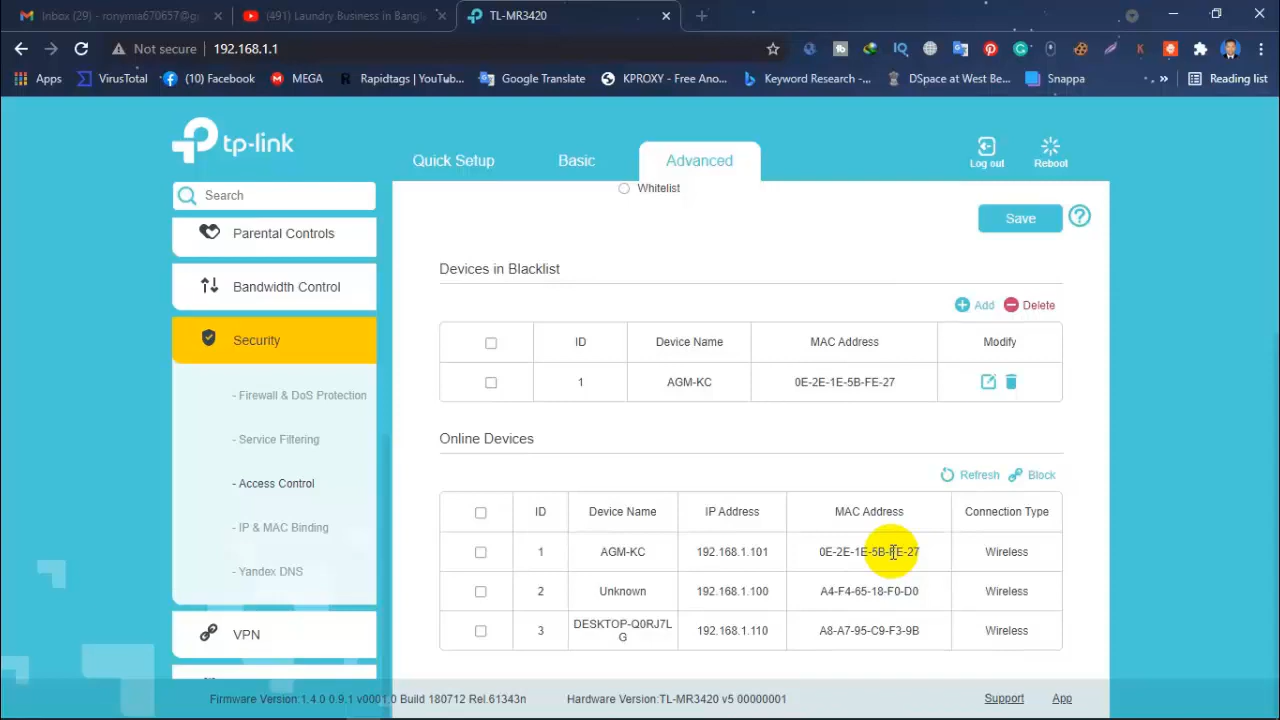 Inbox (29) - ronymia670657@g
(491) Laundry Business in Bang
TL-MR3420
Not secure
192.168.1.1
Apps
VirusTotal
(10) Facebook
MEGA
Rapidtags | YouTub...
Google Translate
KPROXY - Free Ano...
Keyword Research -...
DSpace at West Be...
Snappa
Reading list
tp-link
Quick Setup
Basic
Advanced
Log out
Reboot
Search
Whitelist
Parental Controls
Save
Bandwidth Control
Devices in Blacklist
Add
Delete
Security
ID Device Name MAC Address Modify
1 AGM-KC 0E-2E-1E-5B-FE-27
- Firewall & DoS Protection
- Service Filtering
- Access Control
- IP & MAC Binding
- Yandex DNS
VPN
Online Devices
Refresh
Block
ID Device Name IP Address MAC Address Connection Type
1 AGM-KC 192.168.1.101 0E-2E-1E-5B-FE-27 Wireless
2 Unknown 192.168.1.100 A4-F4-65-18-F0-D0 Wireless
3 DESKTOP-Q0RJ7L
G 192.168.1.110 A8-A7-95-C9-F3-9B Wireless
Firmware Version:1.4.0 0.9.1 v0001.0 Build 180712 Rel.61343n
Hardware Version:TL-MR3420 v5 00000001
Support
App